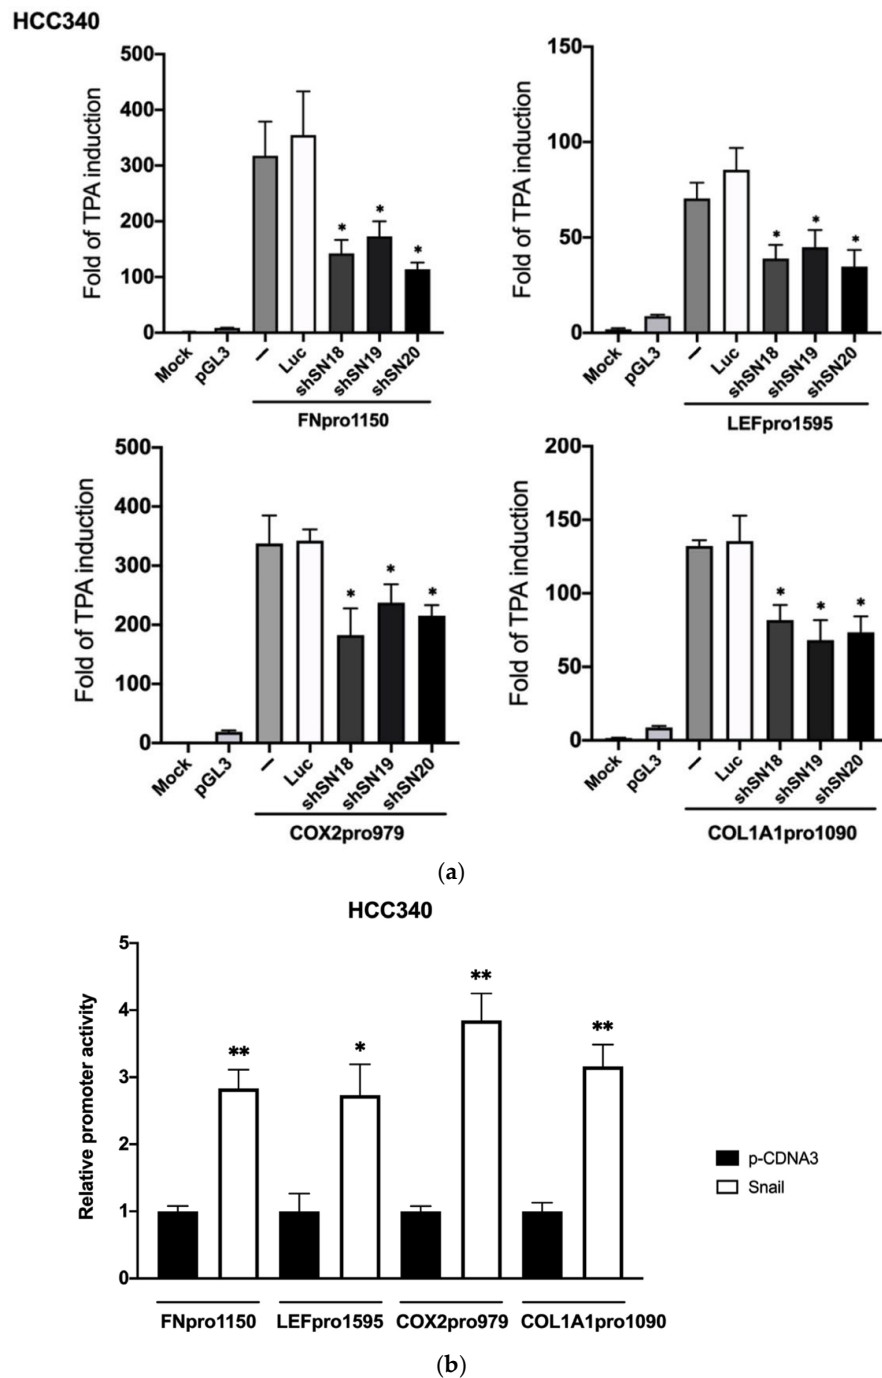 HCC340
Fold of TPA induction
500
400
300
200
100
0
*
*
*
Mock
pGL3
–
Luc
shSN18
shSN19
shSN20
FNpro1150
Fold of TPA induction
150
100
50
0
*
*
*
Mock
pGL3
–
Luc
shSN18
shSN19
shSN20
LEFpro1595
Fold of TPA induction
500
400
300
200
100
0
*
*
*
Mock
pGL3
–
Luc
shSN18
shSN19
shSN20
COX2pro979
Fold of TPA induction
200
150
100
50
0
*
*
*
Mock
pGL3
–
Luc
shSN18
shSN19
shSN20
COL1A1pro1090
(a)
HCC340
Relative promoter activity
5
4
3
2
1
0
**
*
**
**
p-CDNA3
Snail
FNpro1150 LEFpro1595 COX2pro979 COL1A1pro1090
(b)